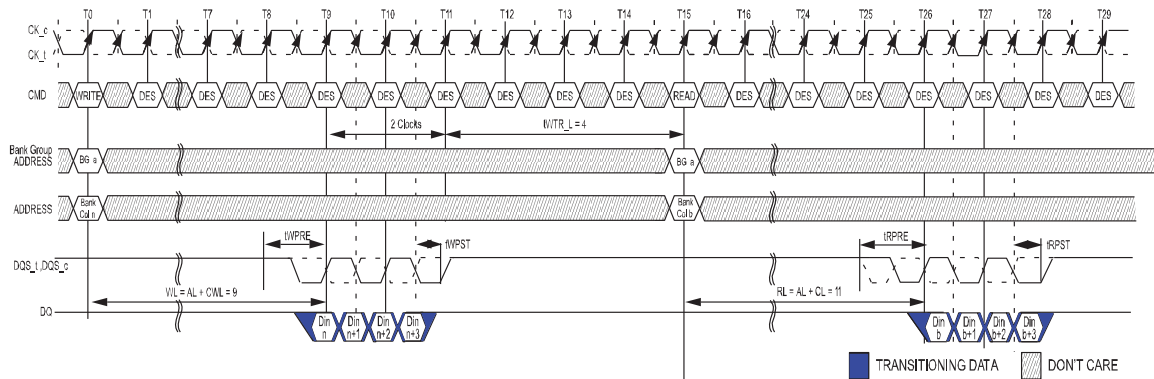 T0 T1 T7 T8 T9 T10 T11 T12 T13 T14 T15 T16 T24 T25 T26 T27 T28 T29
CK_c
CK_t
CMD WRITE DES DES DES DES DES DES DES DES DES READ DES DES DES DES DES DES DES
2 Clocks tWTR_L = 4
Bank Group
ADDRESS BG a BG a
ADDRESS Bank
Col n Bank
Col b
tWPRE tWPST tRPRE tRPST
DQS_t ,DQS_c
WL = AL + CWL = 9 RL = AL + CL = 11
DQ Din
n Din
n+1 Din
n+2 Din
n+3 Din
b Din
b+1 Din
b+2 Din
b+3
TRANSITIONING DATA DON'T CARE